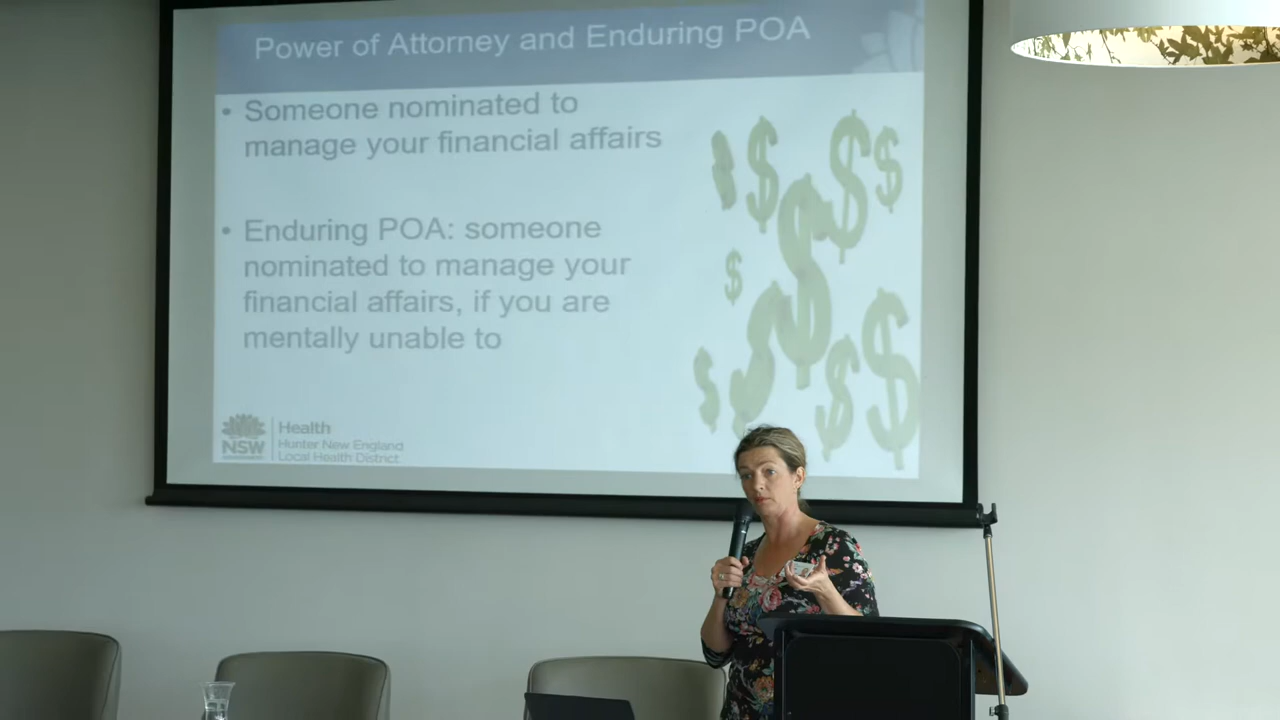 Power of Attorney and Enduring POA
• Someone nominated to
manage your financial affairs
• Enduring POA: someone
nominated to manage your
financial affairs, if you are
mentally unable to
$ $ $ $ $ $ $ $ $ $ $
NSW
Health
Hunter New England
Local Health District